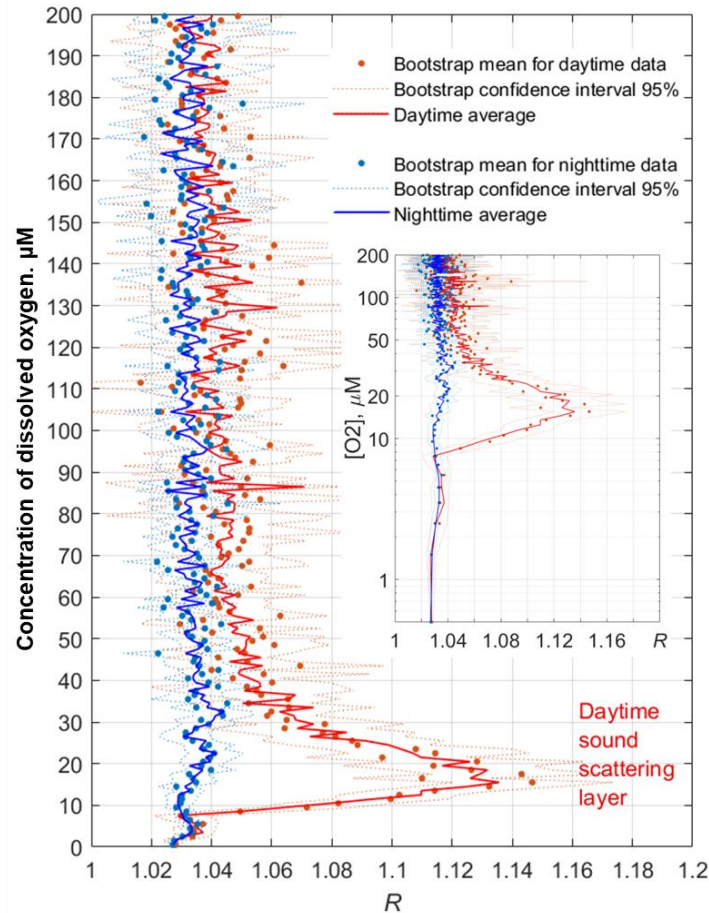 200
190
180
170
160
150
140
130
120
110
100
90
80
70
60
50
40
30
20
10
0
Concentration of dissolved oxygen. µM
Bootstrap mean for daytime data
Bootstrap confidence interval 95%
Daytime average
Bootstrap mean for nighttime data
Bootstrap confidence interval 95%
Nighttime average
200
100
50
20
10
1
[O2], µM
1 1.04 1.08 1.12 1.16 R
Daytime
sound
scattering
layer
1 1.02 1.04 1.06 1.08 1.1 1.12 1.14 1.16 1.18 1.2
R